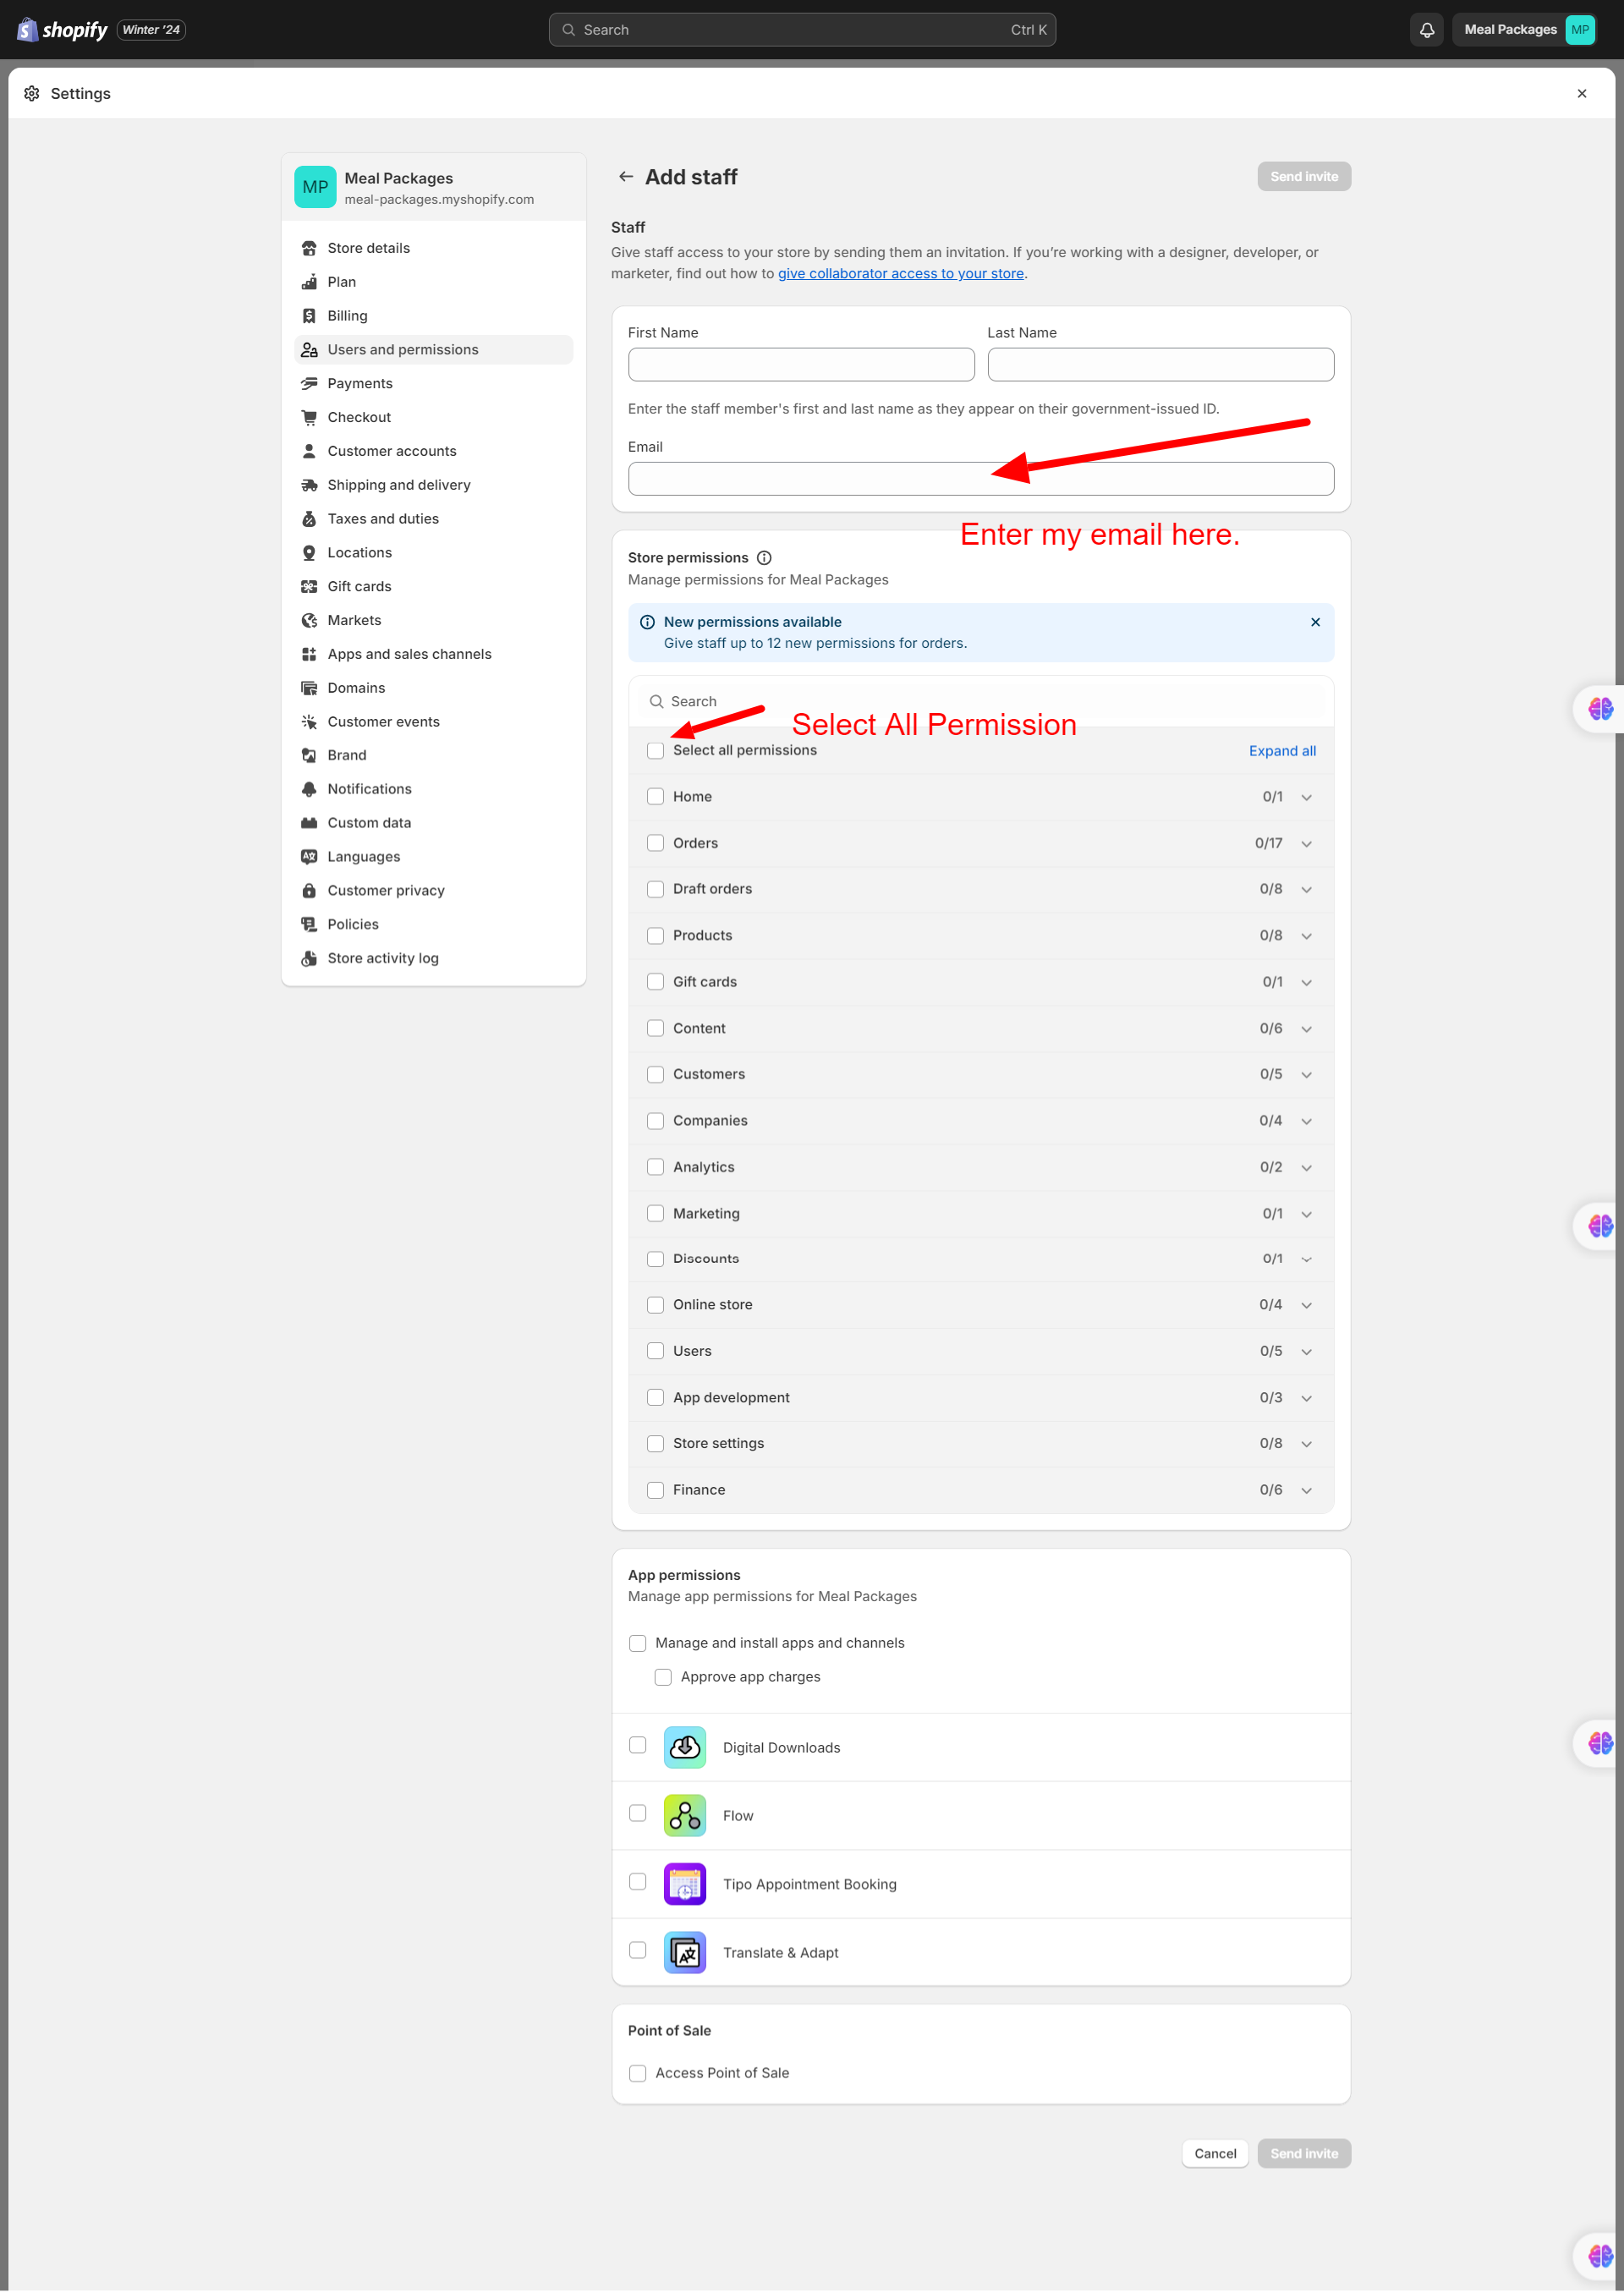 shopify Winter '24
Search Ctrl K
Meal Packages MP
Settings
MP
Meal Packages
meal-packages.myshopify.com
Store details
Plan
Billing
Users and permissions
Payments
Checkout
Customer accounts
Shipping and delivery
Taxes and duties
Locations
Gift cards
Markets
Apps and sales channels
Domains
Customer events
Brand
Notifications
Custom data
Languages
Customer privacy
Policies
Store activity log
Add staff
Send invite
Staff
Give staff access to your store by sending them an invitation. If you’re working with a designer, developer, or
marketer, find out how to give collaborator access to your store.
First Name Last Name
Enter the staff member's first and last name as they appear on their government-issued ID.
Email
Enter my email here.
Store permissions
Manage permissions for Meal Packages
New permissions available
Give staff up to 12 new permissions for orders.
Search
Select All Permission
Select all permissions Expand all
Home 0/1
Orders 0/17
Draft orders 0/8
Products 0/8
Gift cards 0/1
Content 0/6
Customers 0/5
Companies 0/4
Analytics 0/2
Marketing 0/1
Discounts 0/1
Online store 0/4
Users 0/5
App development 0/3
Store settings 0/8
Finance 0/6
App permissions
Manage app permissions for Meal Packages
Manage and install apps and channels
Approve app charges
Digital Downloads
Flow
Tipo Appointment Booking
Translate & Adapt
Point of Sale
Access Point of Sale
Cancel Send invite